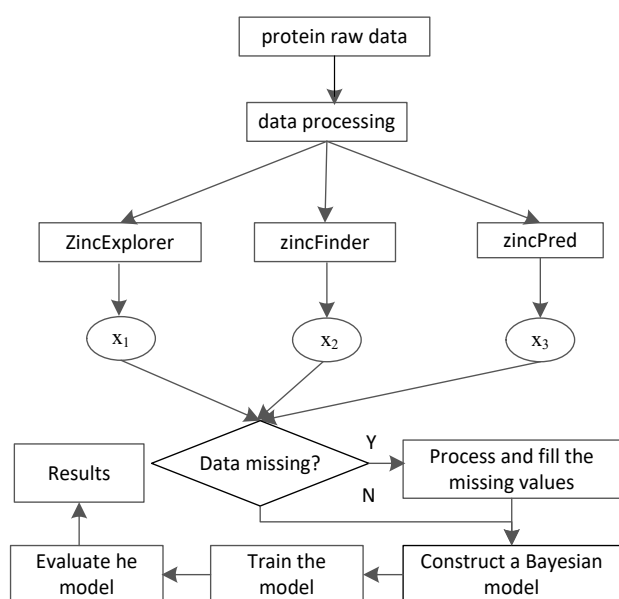 protein raw data
data processing
ZincExplorer
zincFinder
zincPred
x₁
x₂
x₃
Data missing?
Y
N
Process and fill the
missing values
Results
Evaluate he
model
Train the
model
Construct a Bayesian
model